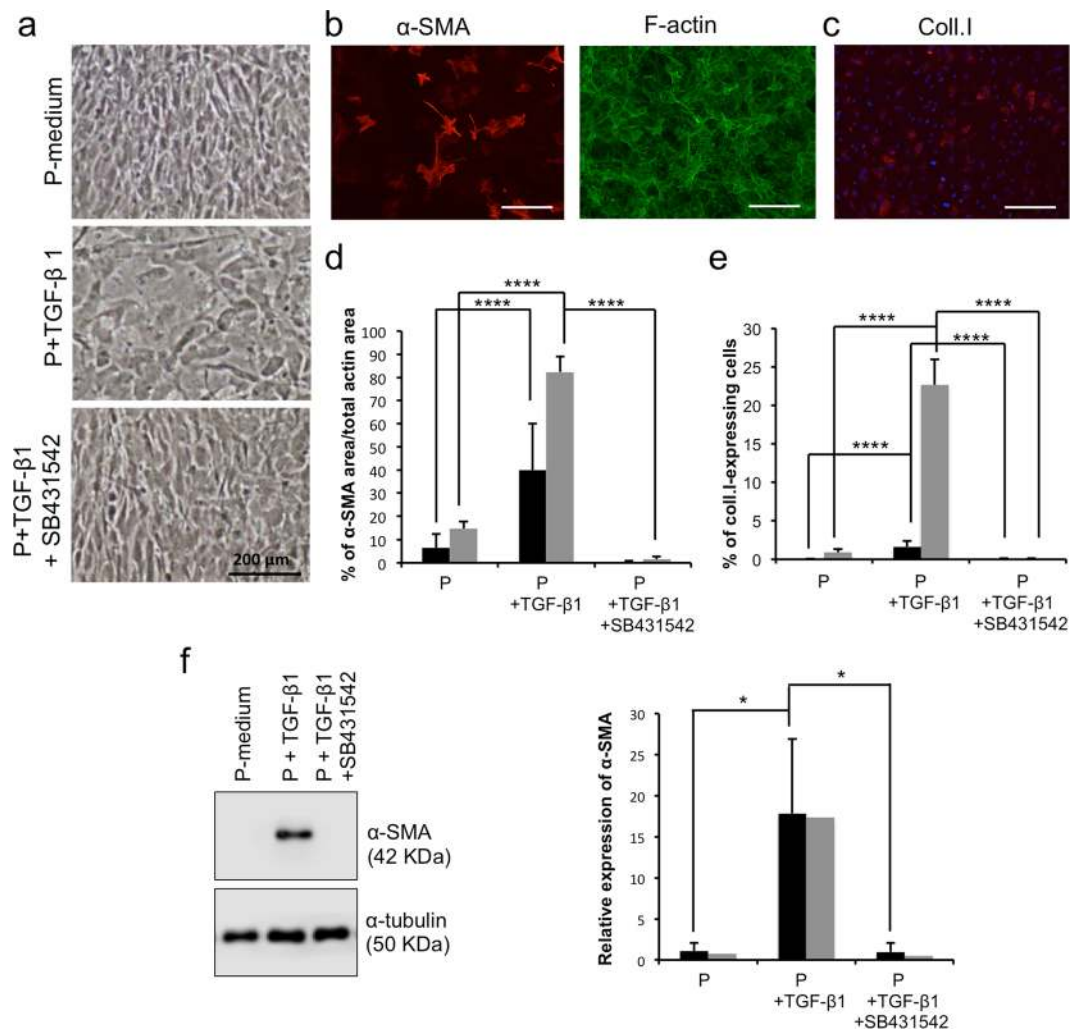 a
P-medium
P+TGF-β 1
P+TGF-β1
+ SB431542
200 µm
b
α-SMA
F-actin
c
Coll.I
d
****
****
****
% of α-SMA area/total actin area
100
90
80
70
60
50
40
30
20
10
0
P
P
+TGF-β1
P
+TGF-β1
+SB431542
e
****
****
****
****
% of coll.I-expressing cells
30
25
20
15
10
5
0
P
P
+TGF-β1
P
+TGF-β1
+SB431542
f
P-medium
P + TGF-β1
P + TGF-β1
+SB431542
α-SMA
(42 KDa)
α-tubulin
(50 KDa)
*
*
Relative expression of α-SMA
30
25
20
15
10
5
0
P
P
+TGF-β1
P
+TGF-β1
+SB431542